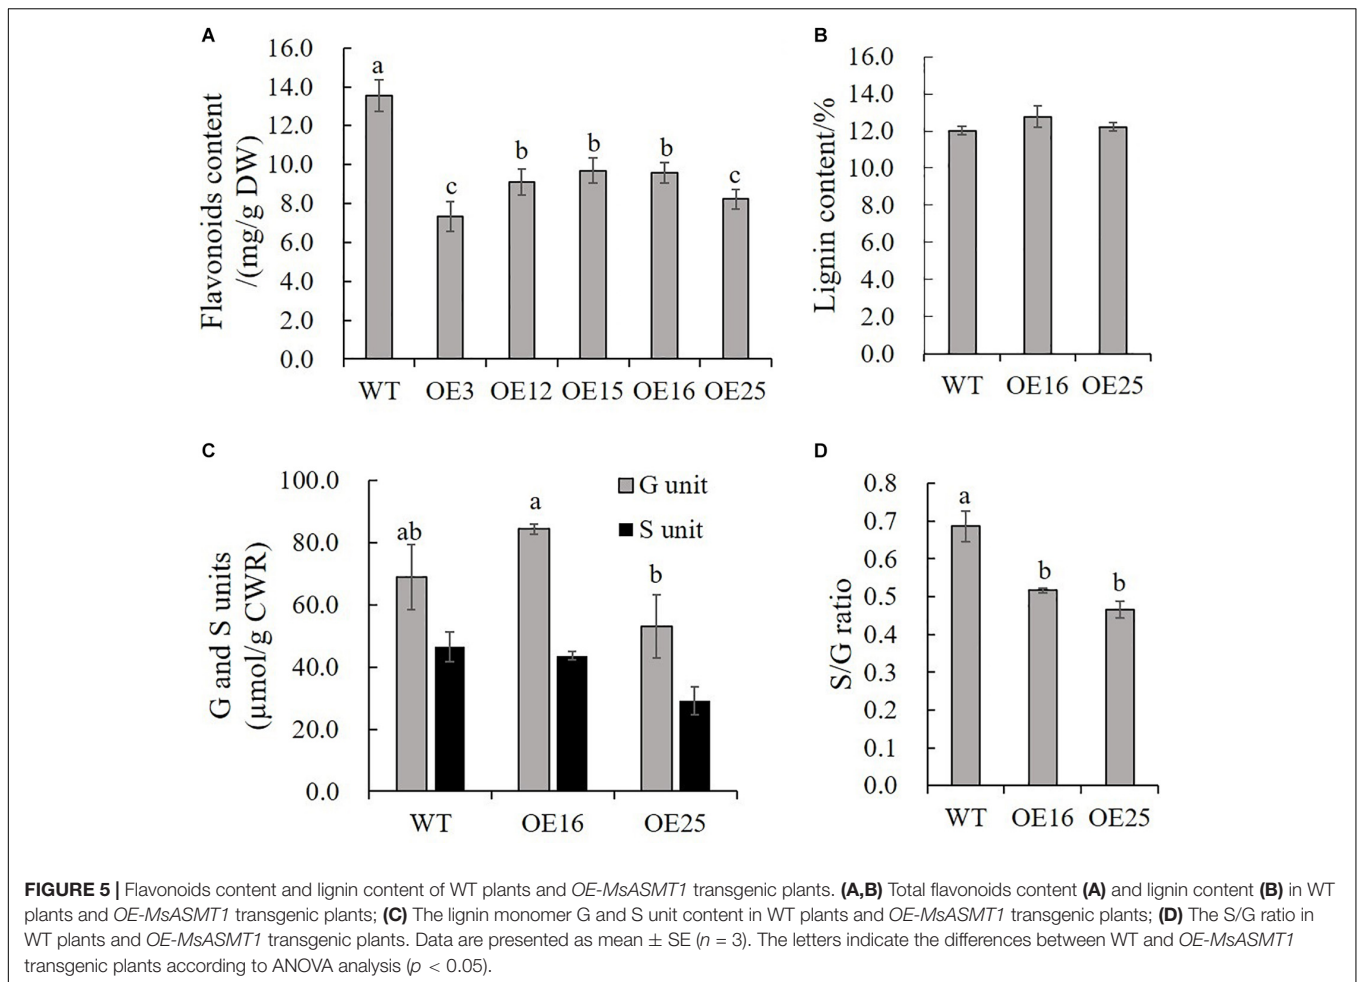 A
Flavonoids content
/(mg/g DW)
16.0
14.0
12.0
10.0
8.0
6.0
4.0
2.0
0.0
a
c
b
b
b
c
WT OE3 OE12 OE15 OE16 OE25
B
Lignin content/%
16.0
14.0
12.0
10.0
8.0
6.0
4.0
2.0
0.0
WT OE16 OE25
C
G and S units
(µmol/g CWR)
100.0
80.0
60.0
40.0
20.0
0.0
G unit
S unit
ab
a
b
WT OE16 OE25
D
S/G ratio
0.8
0.7
0.6
0.5
0.4
0.3
0.2
0.1
0.0
a
b
b
WT OE16 OE25
FIGURE 5 | Flavonoids content and lignin content of WT plants and OE-MsASMT1 transgenic plants. (A,B) Total flavonoids content (A) and lignin content (B) in WT
plants and OE-MsASMT1 transgenic plants; (C) The lignin monomer G and S unit content in WT plants and OE-MsASMT1 transgenic plants; (D) The S/G ratio in
WT plants and OE-MsASMT1 transgenic plants. Data are presented as mean ± SE (n = 3). The letters indicate the differences between WT and OE-MsASMT1
transgenic plants according to ANOVA analysis (p < 0.05).